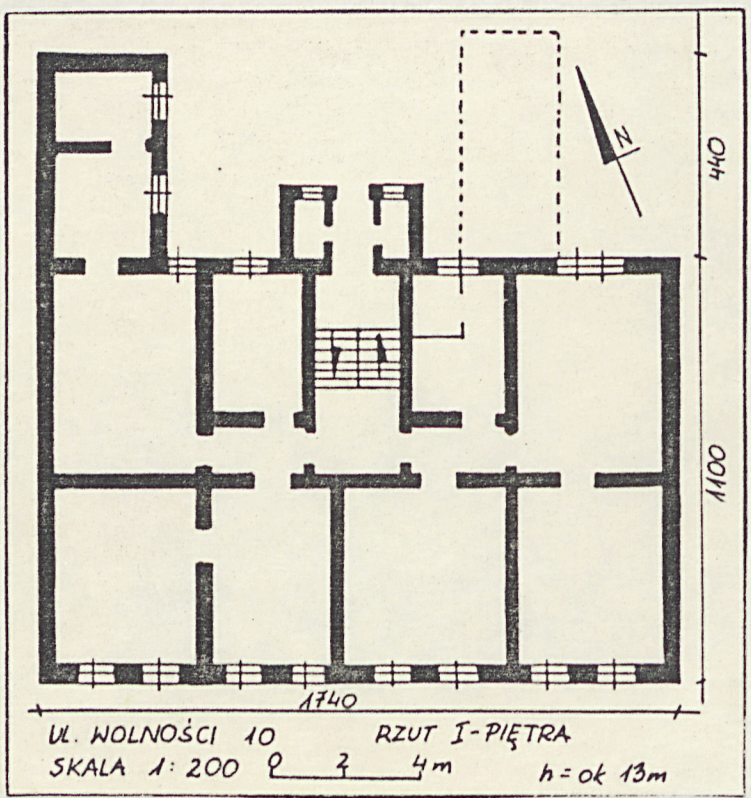 N
440
1100
1740
UL. WOLNOŚCI 10 RZUT I-PIĘTRA
SKALA 1:200 0 2 4m h=ok 13m